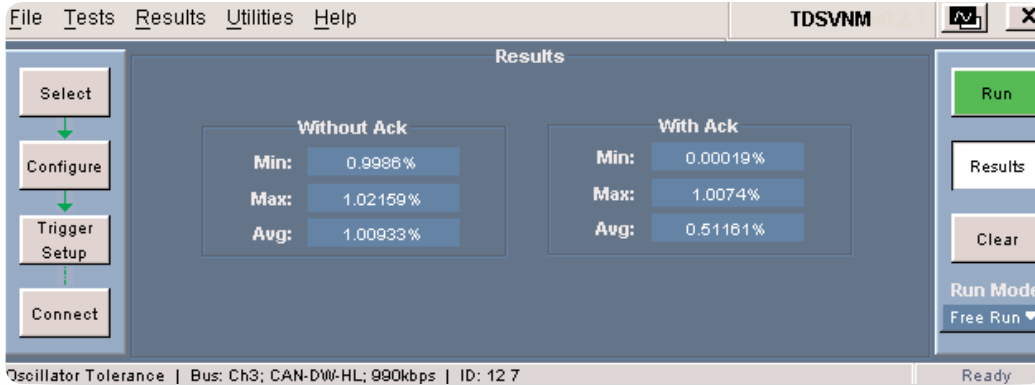 File Tests Results Utilities Help TDSVNM
Results
Select
Configure
Trigger
Setup
Connect
Without Ack
Min: 0.9986%
Max: 1.02159%
Avg: 1.00933%
With Ack
Min: 0.00019%
Max: 1.0074%
Avg: 0.51161%
Run
Results
Clear
Run Mode
Free Run
Oscillator Tolerance | Bus: Ch3; CAN-DW-HL; 990kbps | ID: 12 7
Ready